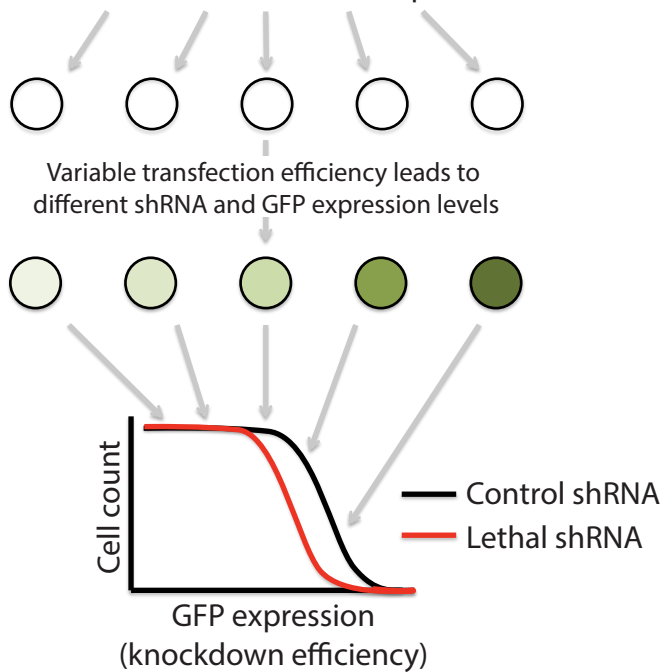 Variable transfection efficiency leads to
different shRNA and GFP expression levels
Cell count
Control shRNA
Lethal shRNA
GFP expression
(knockdown efficiency)